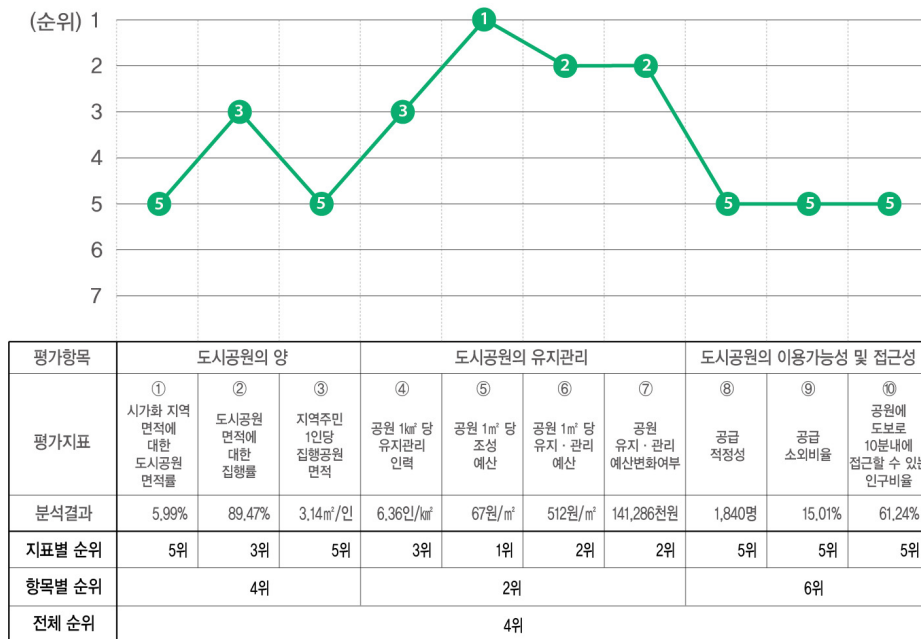 (순위) 1
2
3
4
5
6
7
5
3
5
3
1
2
2
5
5
5
평가항목 도시공원의 양 도시공원의 유지관리 도시공원의 이용가능성 및 접근성
평가지표
①
시가화 지역
면적에
대한
도시공원
면적률
②
도시공원
면적에
대한
집행률
③
지역주민
1인당
집행공원
면적
④
공원 1㎢ 당
유지관리
인력
⑤
공원 1㎡ 당
조성
예산
⑥
공원 1㎡ 당
유지ㆍ관리
예산
⑦
공원
유지ㆍ관리
예산변화여부
⑧
공급
적정성
⑨
공급
소외비율
⑩
공원에
도보로
10분내에
접근할 수 있는
인구비율
분석결과 5.99% 89.47% 3.14㎡/인 6.36인/㎢ 67원/㎡ 512원/㎡ 141,286천원 1,840명 15.01% 61.24%
지표별 순위 5위 3위 5위 3위 1위 2위 2위 5위 5위 5위
항목별 순위 4위 2위 6위
전체 순위 4위